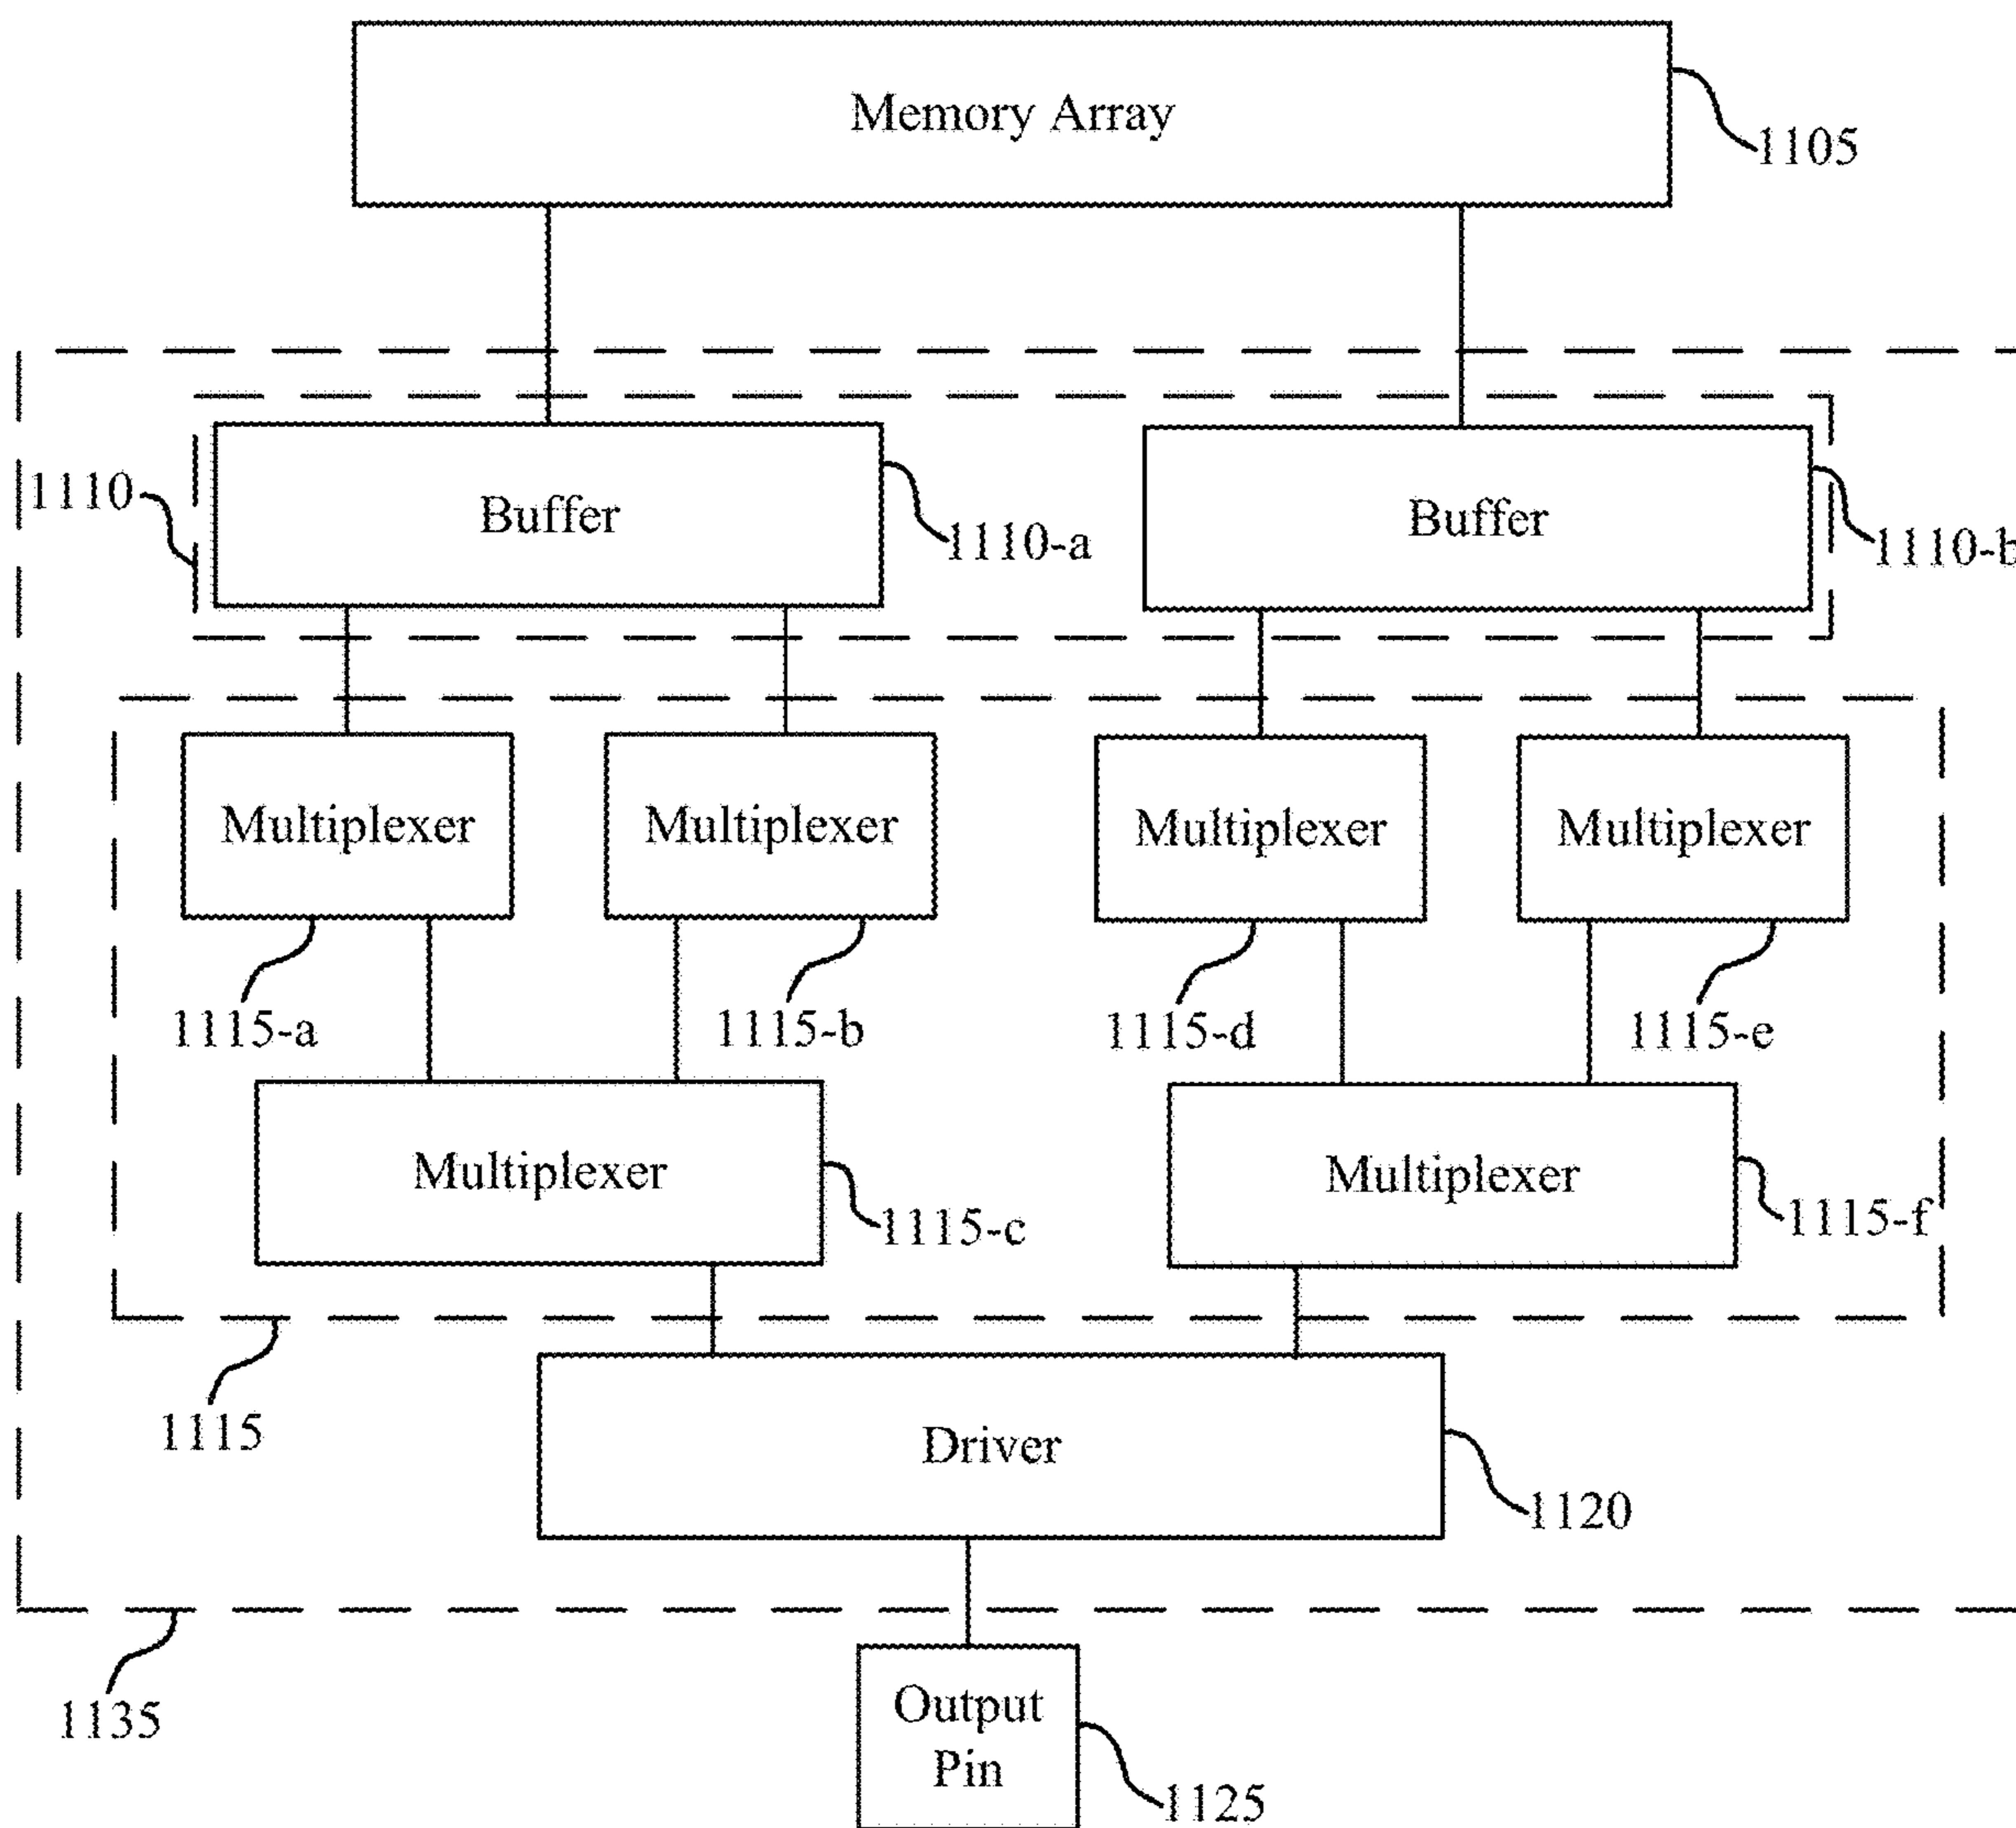 Memory Array
1105
1110
Buffer
1110-a
Buffer
1110-b
Multiplexer
Multiplexer
Multiplexer
Multiplexer
1115-a
1115-b
1115-d
1115-e
Multiplexer
1115-c
Multiplexer
1115-f
1115
Driver
1120
1135
Output
Pin
1125